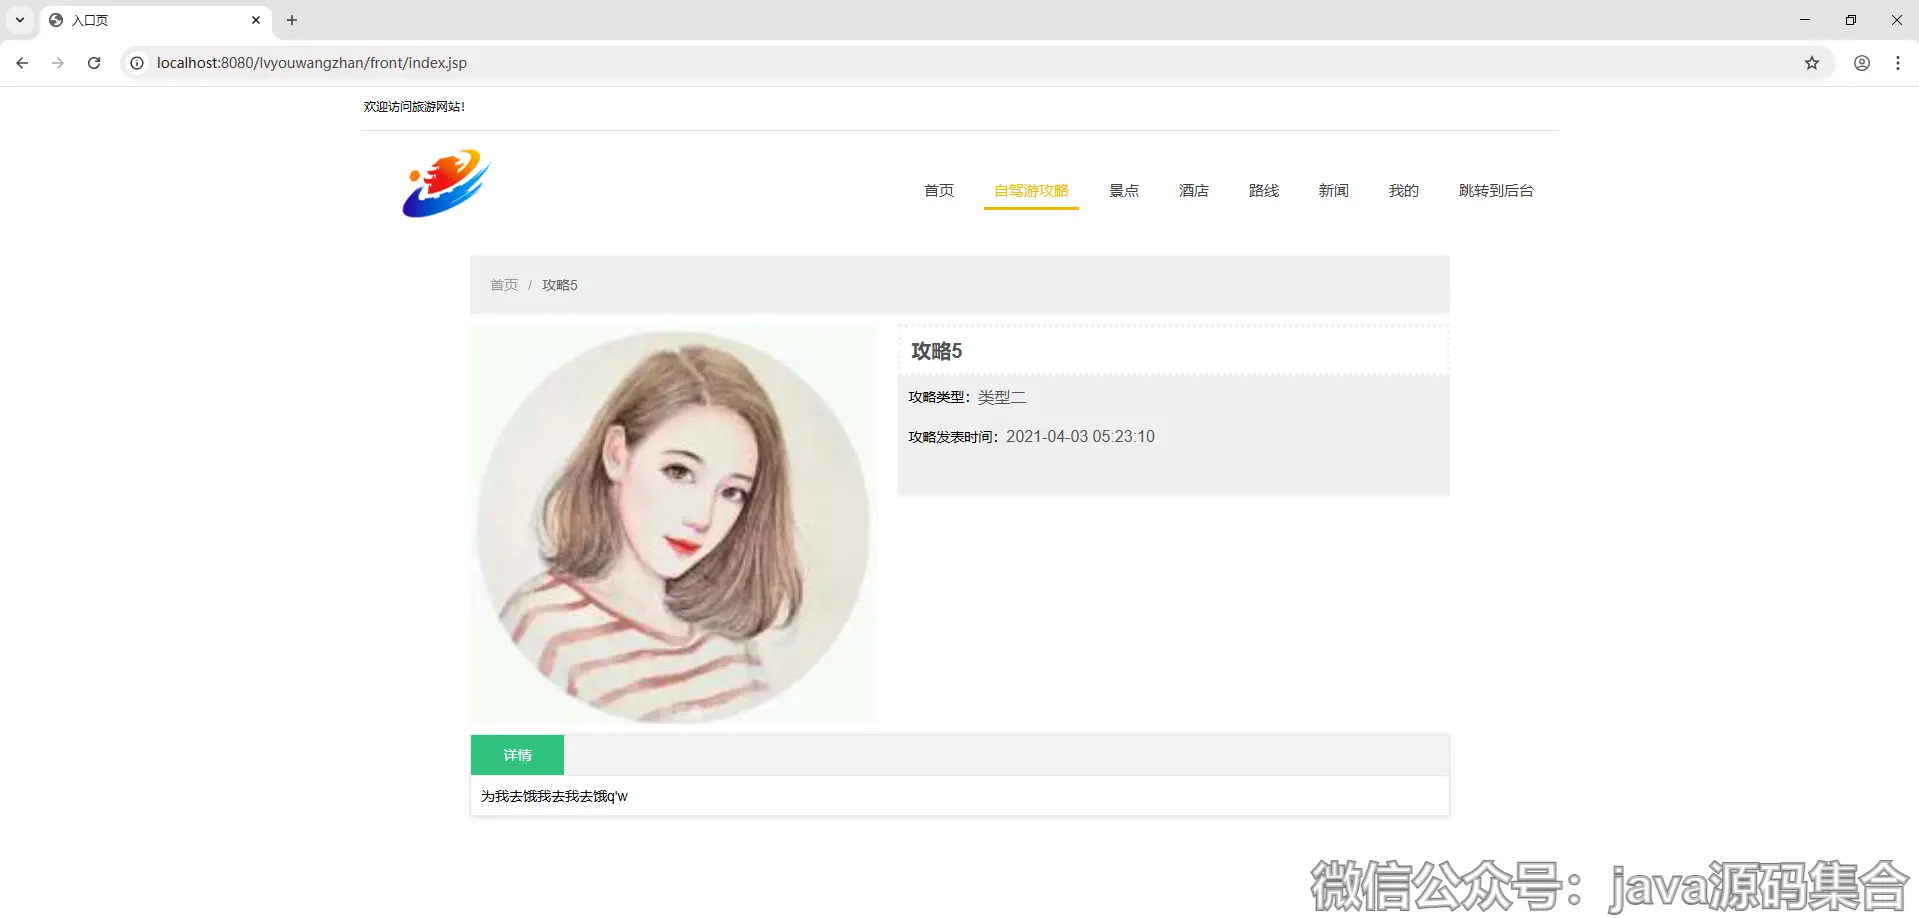 入口页
localhost:8080/lvyouwangzhan/front/index.jsp
欢迎访问旅游网站!
首页 自驾游攻略 景点 酒店 路线 新闻 我的 跳转到后台
首页 / 攻略5
攻略5
攻略类型：类型二
攻略发表时间：2021-04-03 05:23:10
详情
为我去饿我去我去饿q'w
微信公众号：java源码集合